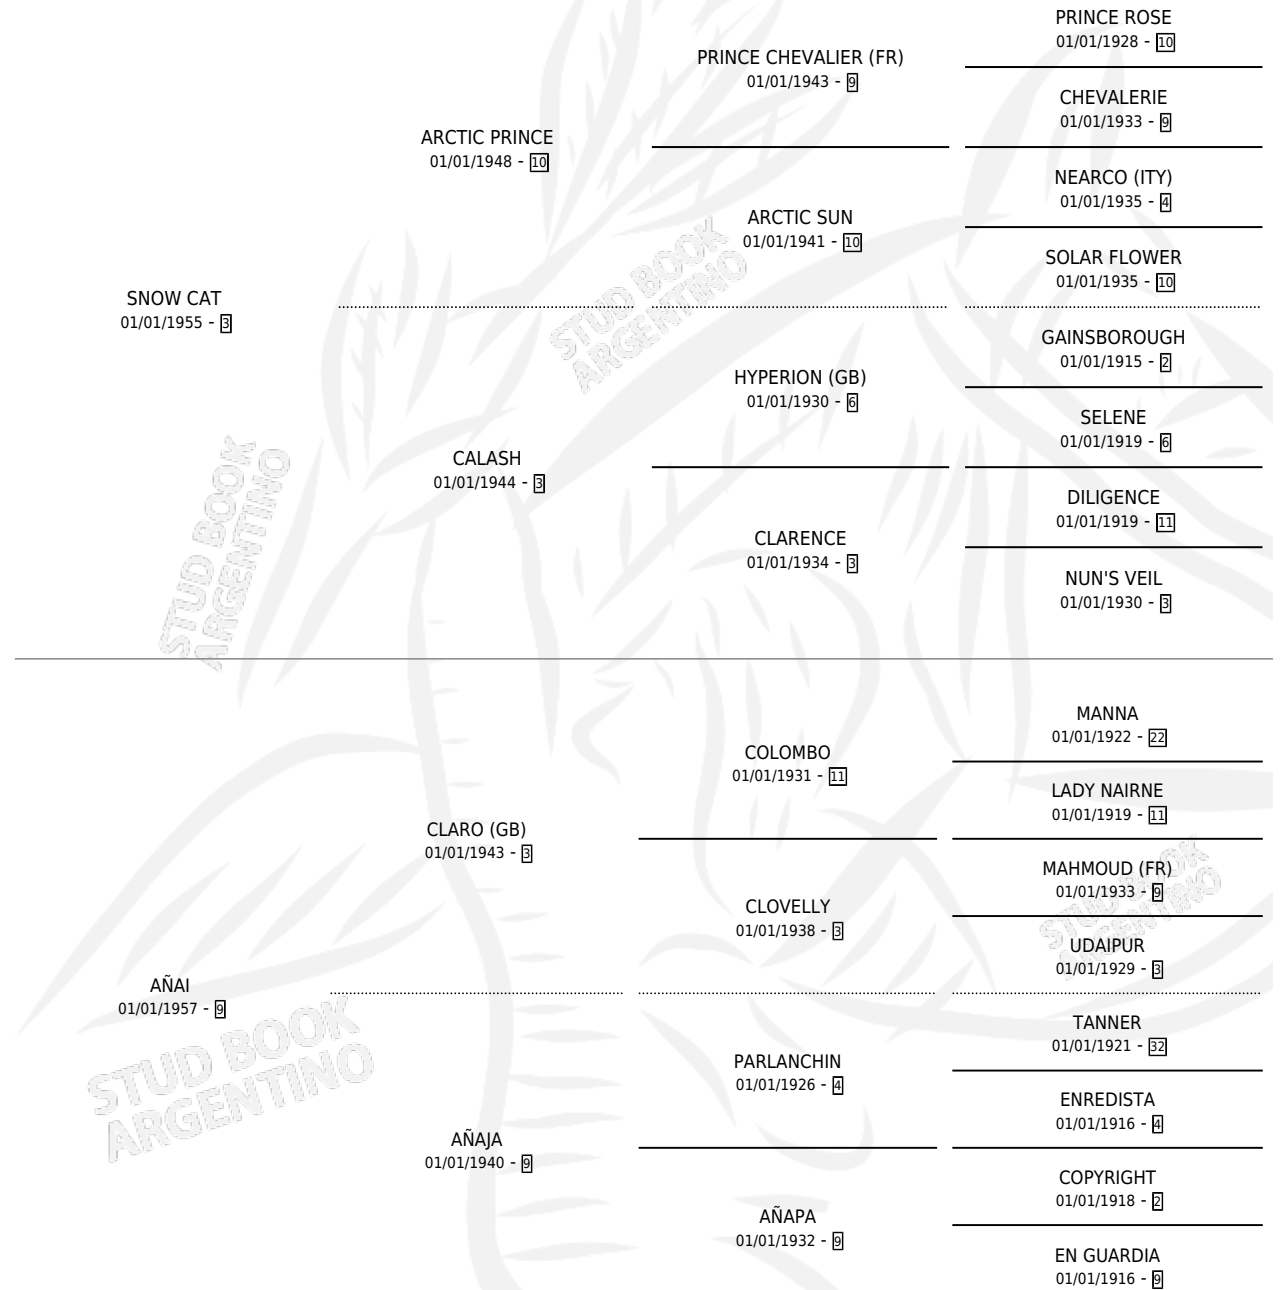 PRINCE ROSE
01/01/1928 - 10
PRINCE CHEVALIER (FR)
01/01/1943 - 9
CHEVALERIE
01/01/1933 - 9
ARCTIC PRINCE
01/01/1948 - 10
NEARCO (ITY)
01/01/1935 - 4
ARCTIC SUN
01/01/1941 - 10
SOLAR FLOWER
01/01/1935 - 10
SNOW CAT
01/01/1955 - 3
GAINSBOROUGH
01/01/1915 - 2
HYPERION (GB)
01/01/1930 - 6
SELENE
01/01/1919 - 6
CALASH
01/01/1944 - 3
DILIGENCE
01/01/1919 - 11
CLARENCE
01/01/1934 - 3
NUN'S VEIL
01/01/1930 - 3
MANNA
01/01/1922 - 22
COLOMBO
01/01/1931 - 11
LADY NAIRNE
01/01/1919 - 11
CLARO (GB)
01/01/1943 - 3
MAHMOUD (FR)
01/01/1933 - 9
CLOVELLY
01/01/1938 - 3
UDAIPUR
01/01/1929 - 3
AÑAI
01/01/1957 - 9
TANNER
01/01/1921 - 32
PARLANCHIN
01/01/1926 - 4
ENREDISTA
01/01/1916 - 4
AÑAJA
01/01/1940 - 9
COPYRIGHT
01/01/1918 - 2
AÑAPA
01/01/1932 - 9
EN GUARDIA
01/01/1916 - 9
STUD BOOK
ARGENTINO
STUD BOOK
ARGENTINO
STUD BOOK
ARGENTINO
STUD BOOK
ARGENTINO